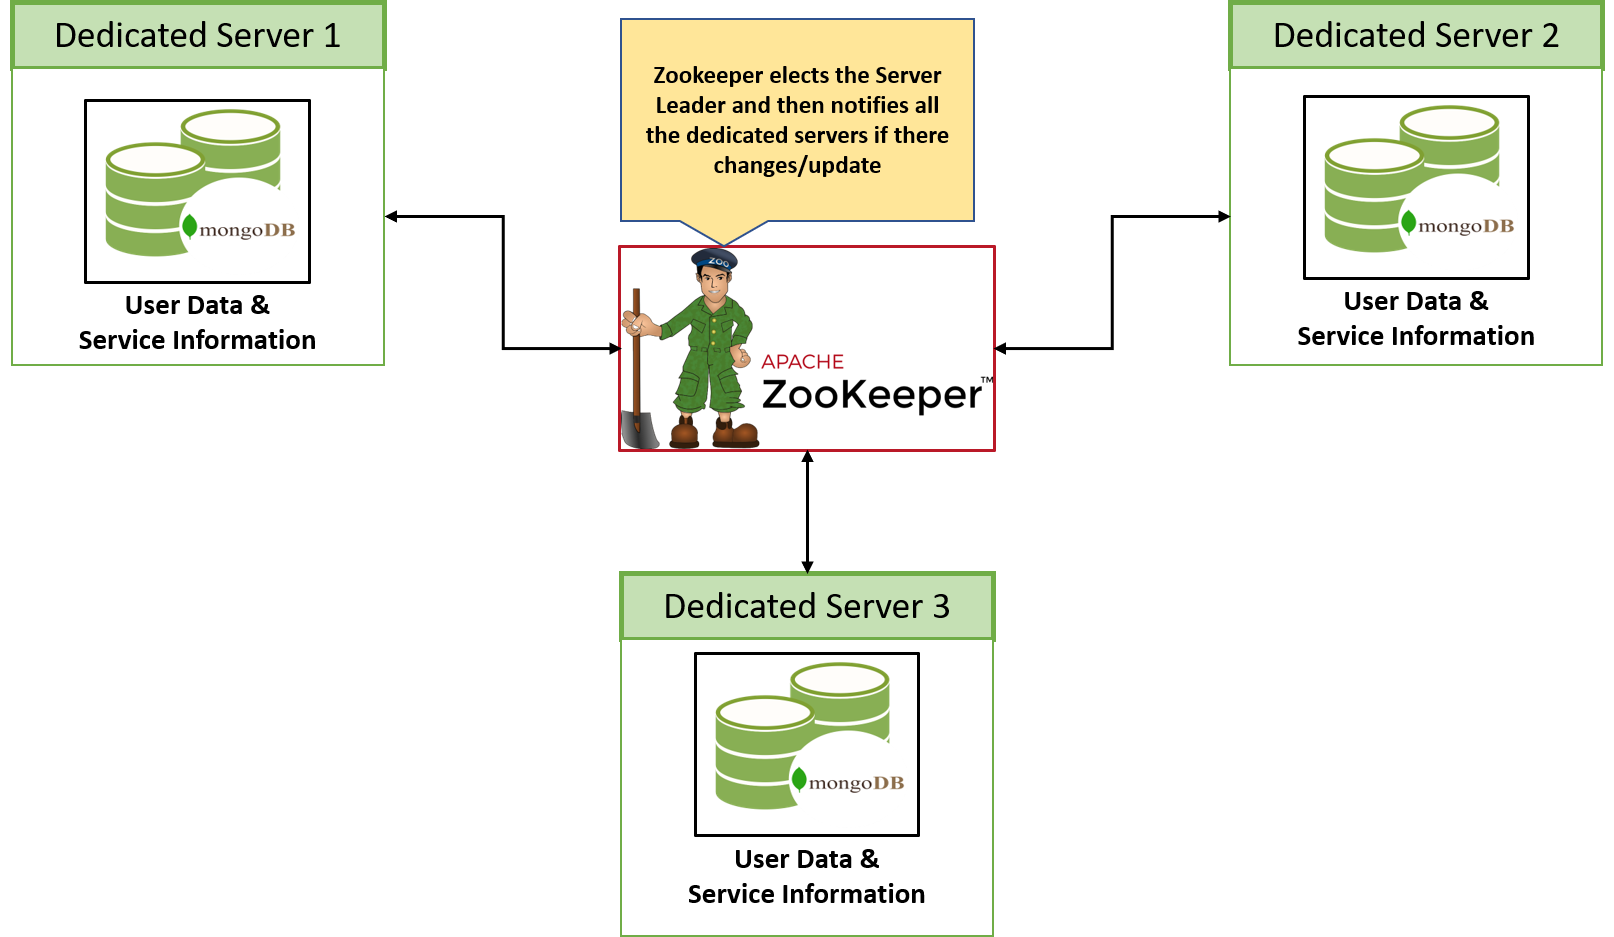 Dedicated Server 1
mongoDB
User Data &
Service Information
Zookeeper elects the Server
Leader and then notifies all
the dedicated servers if there
changes/update
ZOO
APACHE
ZooKeeper™
Dedicated Server 2
mongoDB
User Data &
Service Information
Dedicated Server 3
mongoDB
User Data &
Service Information